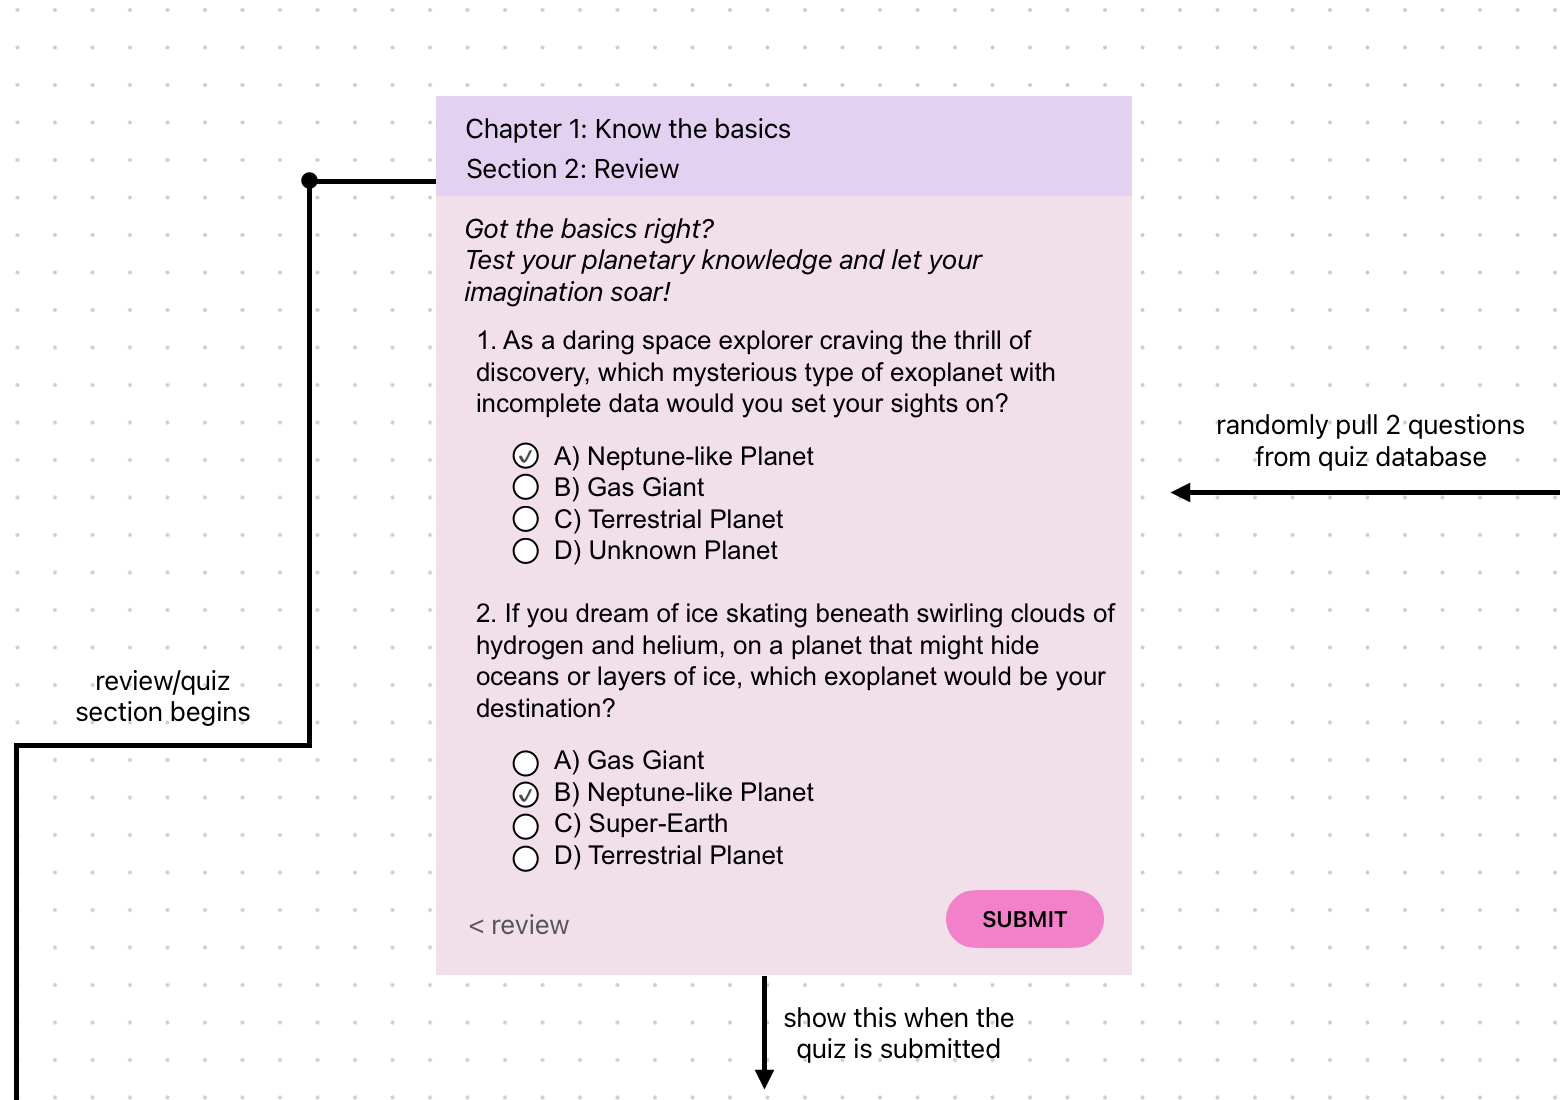 Chapter 1: Know the basics
Section 2: Review
Got the basics right?
Test your planetary knowledge and let your
imagination soar!
1. As a daring space explorer craving the thrill of
discovery, which mysterious type of exoplanet with
incomplete data would you set your sights on?
A) Neptune-like Planet
B) Gas Giant
C) Terrestrial Planet
D) Unknown Planet
2. If you dream of ice skating beneath swirling clouds of
hydrogen and helium, on a planet that might hide
oceans or layers of ice, which exoplanet would be your
destination?
A) Gas Giant
B) Neptune-like Planet
C) Super-Earth
D) Terrestrial Planet
< review
SUBMIT
review/quiz
section begins
randomly pull 2 questions
from quiz database
show this when the
quiz is submitted